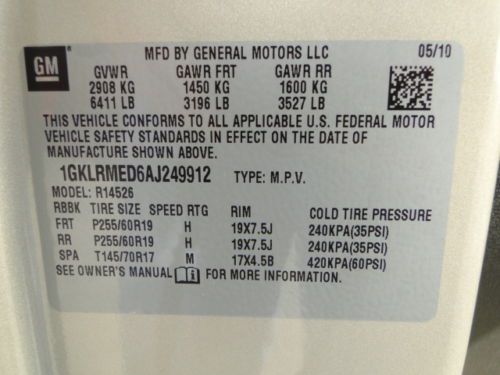 GM
MFD BY GENERAL MOTORS LLC 05/10
GVWR GAWR FRT GAWR RR
2908 KG 1450 KG 1600 KG
6411 LB 3196 LB 3527 LB
THIS VEHICLE CONFORMS TO ALL APPLICABLE U.S. FEDERAL MOTOR
VEHICLE SAFETY STANDARDS IN EFFECT ON THE DATE OF
MANUFACTURE SHOWN ABOVE.
1GKLRMED6AJ249912 TYPE: M.P.V.
MODEL: R14526
RBBK TIRE SIZE SPEED RTG RIM COLD TIRE PRESSURE
FRT P255/60R19 H 19X7.5J 240KPA(35PSI)
RR P255/60R19 H 19X7.5J 240KPA(35PSI)
SPA T145/70R17 M 17X4.5B 420KPA(60PSI)
SEE OWNER'S MANUAL FOR MORE INFORMATION.